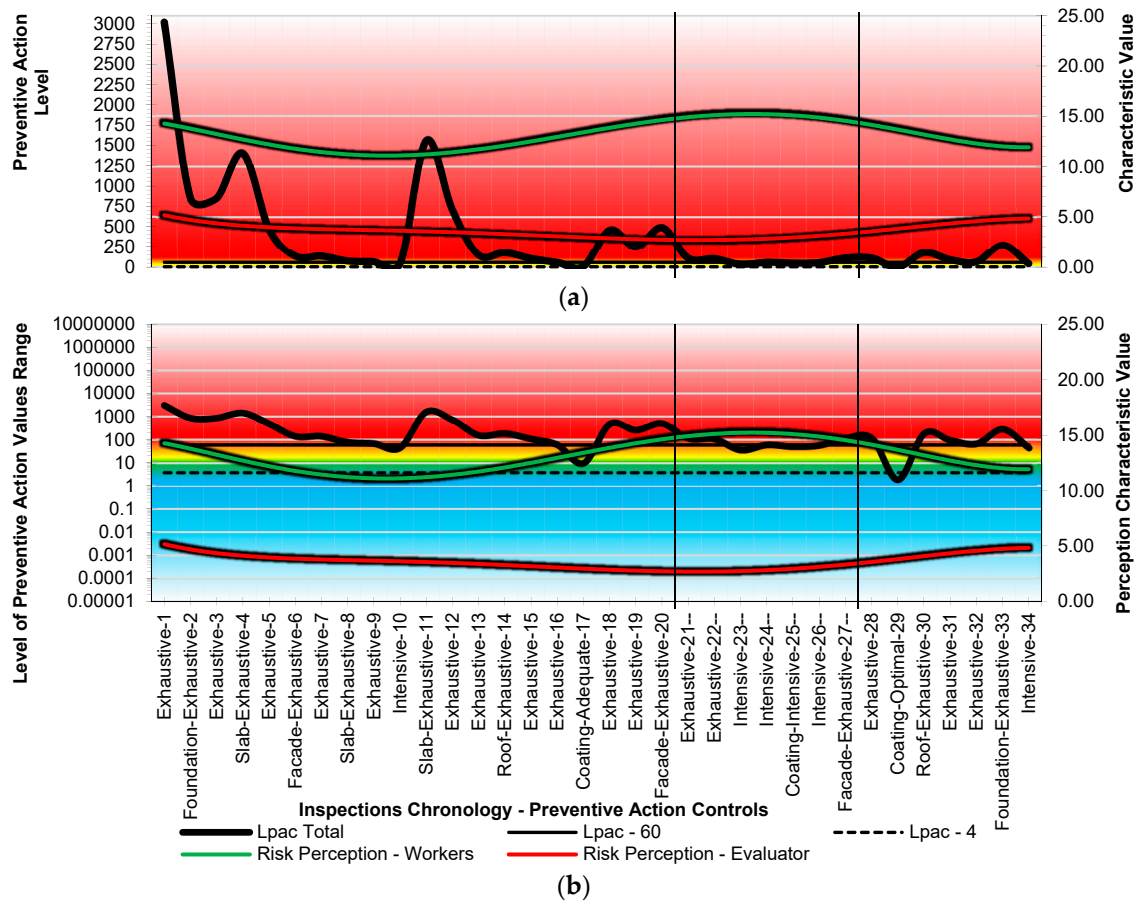 Preventive Action
Level
3000
2750
2500
2250
2000
1750
1500
1250
1000
750
500
250
0
25.00
20.00
15.00
10.00
5.00
0.00
Characteristic Value
(a)
Level of Preventive Action Values Range
10000000
1000000
100000
10000
1000
100
10
1
0.1
0.01
0.001
0.0001
0.00001
25.00
20.00
15.00
10.00
5.00
0.00
Perception Characteristic Value
Exhaustive-1
Foundation-Exhaustive-2
Exhaustive-3
Slab-Exhaustive-4
Exhaustive-5
Facade-Exhaustive-6
Exhaustive-7
Slab-Exhaustive-8
Exhaustive-9
Intensive-10
Slab-Exhaustive-11
Exhaustive-12
Exhaustive-13
Roof-Exhaustive-14
Exhaustive-15
Exhaustive-16
Coating-Adequate-17
Exhaustive-18
Exhaustive-19
Facade-Exhaustive-20
Exhaustive-21--
Exhaustive-22--
Intensive-23--
Intensive-24--
Coating-Intensive-25--
Intensive-26--
Facade-Exhaustive-27--
Exhaustive-28
Coating-Optimal-29
Roof-Exhaustive-30
Exhaustive-31
Exhaustive-32
Foundation-Exhaustive-33
Intensive-34
Inspections Chronology - Preventive Action Controls
Lpac Total
Lpac - 60
Lpac - 4
Risk Perception - Workers
Risk Perception - Evaluator
(b)